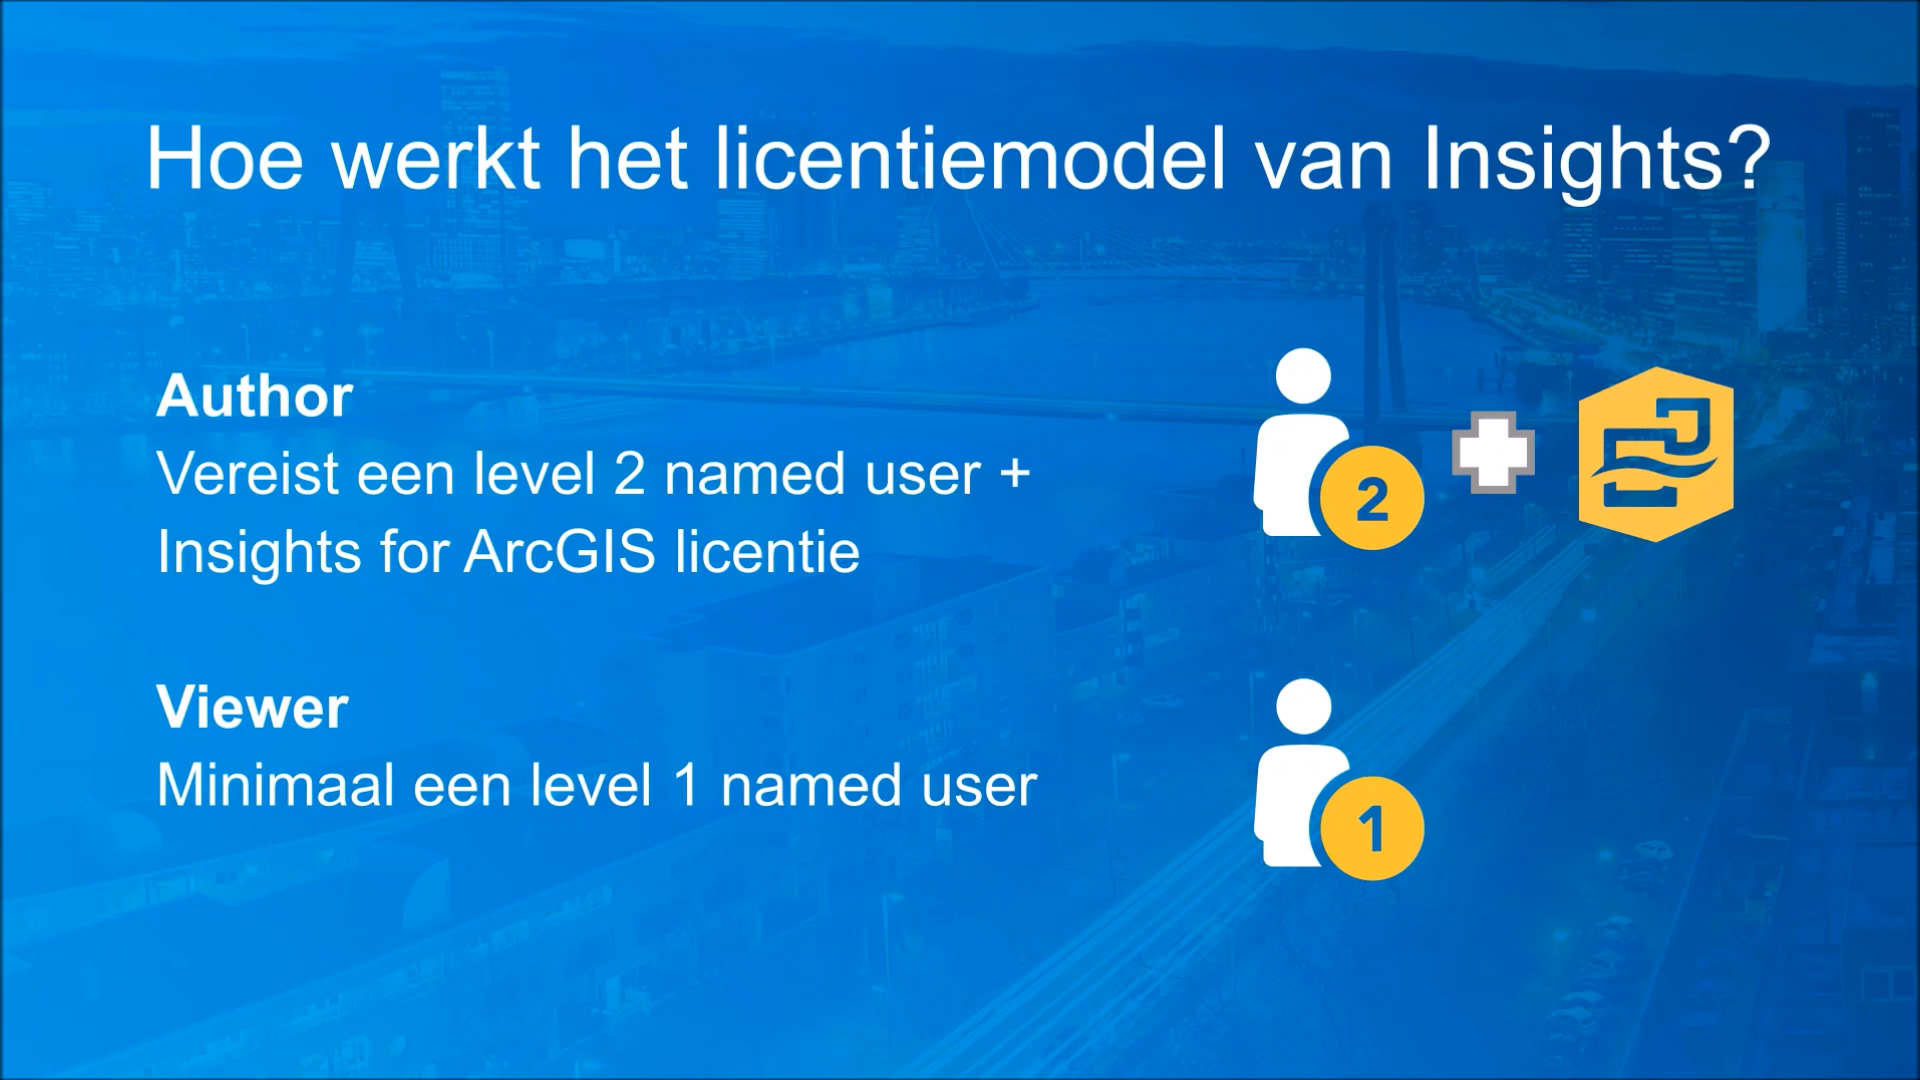 Hoe werkt het licentiemodel van Insights?
Author
Vereist een level 2 named user +
Insights for ArcGIS licentie
2
Viewer
Minimaal een level 1 named user
1